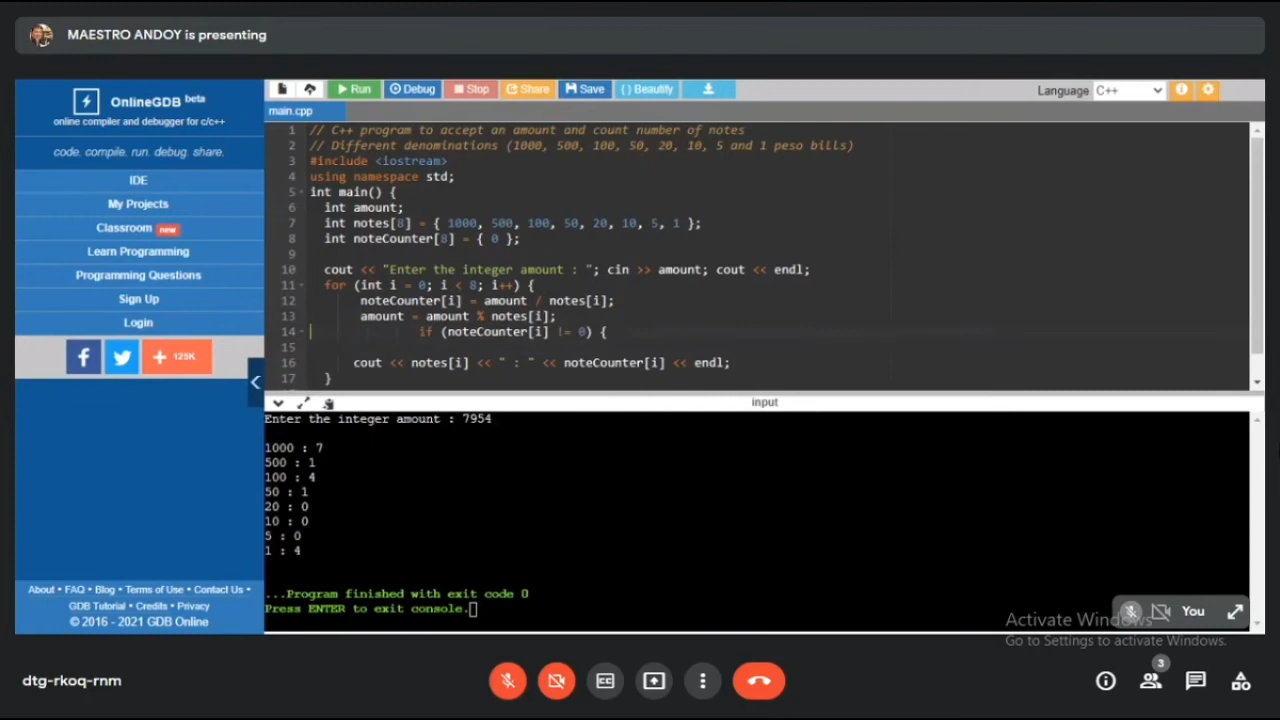 MAESTRO ANDOY is presenting
OnlineGDB beta
online compiler and debugger for c/c++
code. compile. run. debug. share.
IDE
My Projects
Classroom new
Learn Programming
Programming Questions
Sign Up
Login
f + 125K
About • FAQ • Blog • Terms of Use • Contact Us •
GDB Tutorial • Credits • Privacy
© 2016 - 2021 GDB Online
Run Debug Stop Share Save { } Beautify Language C++
main.cpp
1 // C++ program to accept an amount and count number of notes
2 // Different denominations (1000, 500, 100, 50, 20, 10, 5 and 1 peso bills)
3 #include <iostream>
4 using namespace std;
5 int main() {
6 int amount;
7 int notes[8] = { 1000, 500, 100, 50, 20, 10, 5, 1 };
8 int noteCounter[8] = { 0 };
9
10 cout << "Enter the integer amount : "; cin >> amount; cout << endl;
11 for (int i = 0; i < 8; i++) {
12 noteCounter[i] = amount / notes[i];
13 amount = amount % notes[i];
14 if (noteCounter[i] != 0) {
15
16 cout << notes[i] << " : " << noteCounter[i] << endl;
17 }
input
Enter the integer amount : 7954
1000 : 7
500 : 1
100 : 4
50 : 1
20 : 0
10 : 0
5 : 0
1 : 4
...Program finished with exit code 0
Press ENTER to exit console.
You
Activate Windows
Go to Settings to activate Windows.
dtg-rkoq-rnm
CC
3